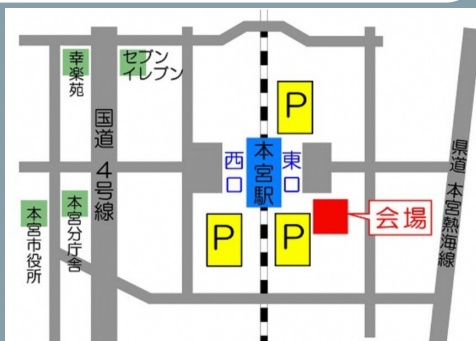 幸楽苑
セブン
イレブン
国道 4号線
P
西口
本宮駅
東口
県道 本宮熱海線
本宮市役所
本宮分庁舎
P
P
会場